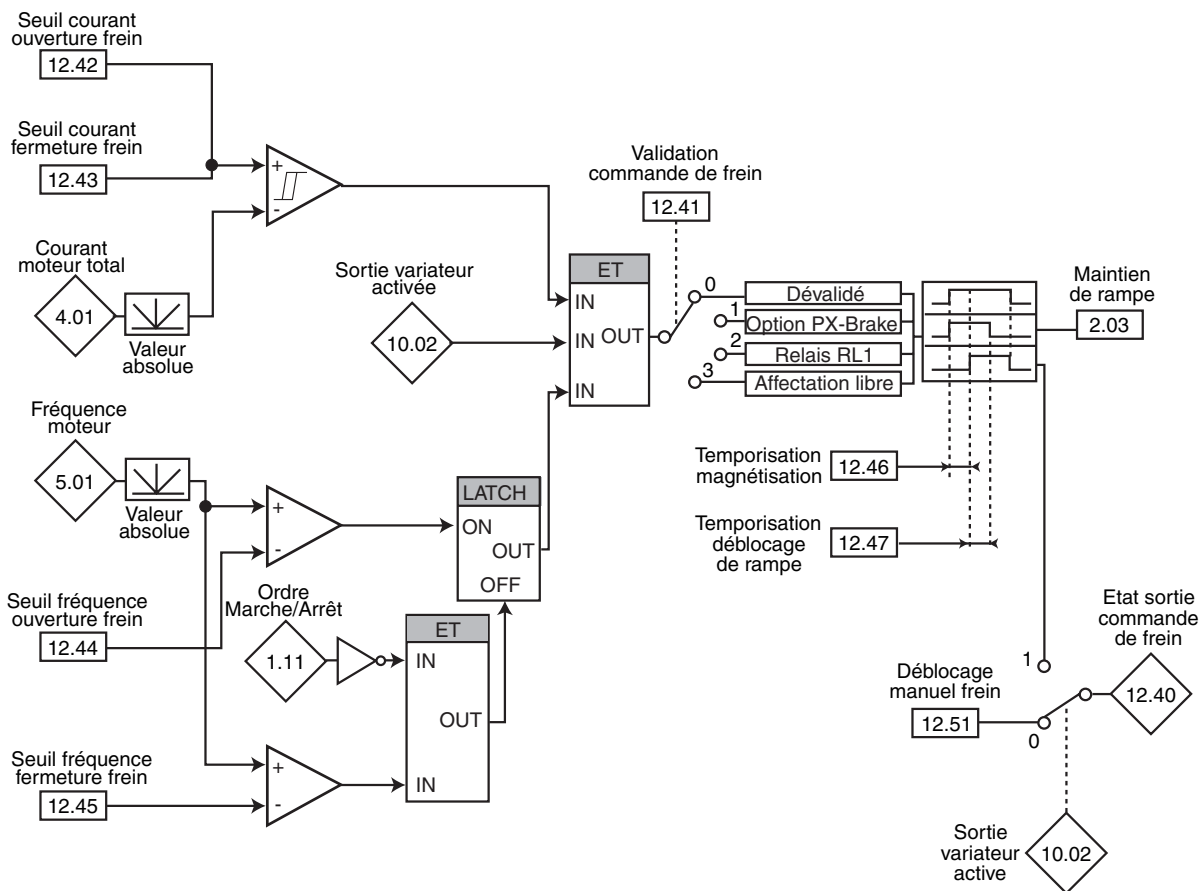 Seuil courant
ouverture frein
12.42
Seuil courant
fermeture frein
12.43
+
-
Courant
moteur total
4.01
Valeur
absolue
Sortie variateur
activée
10.02
ET
IN
IN
OUT
IN
Validation
commande de frein
12.41
0
Dévalidé
1
Option PX-Brake
2
Relais RL1
3
Affectation libre
Maintien
de rampe
2.03
Temporisation
magnétisation
12.46
Temporisation
déblocage
de rampe
12.47
Fréquence
moteur
5.01
Valeur
absolue
+
-
LATCH
ON
OUT
OFF
Seuil fréquence
ouverture frein
12.44
Ordre
Marche/Arrêt
1.11
ET
IN
OUT
IN
Seuil fréquence
fermeture frein
12.45
+
-
Etat sortie
commande
de frein
12.40
1
Déblocage
manuel frein
12.51
0
Sortie
variateur
active
10.02